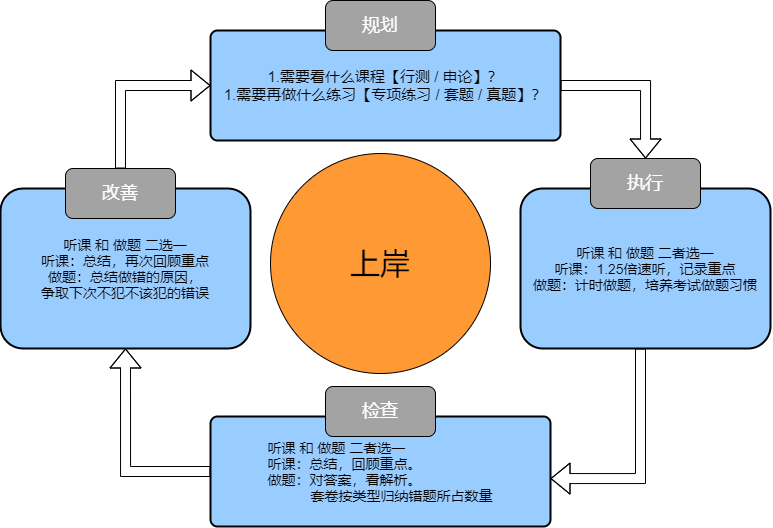 规划
1.需要看什么课程【行测 / 申论】？
1.需要再做什么练习【专项练习 / 套题 / 真题】？
执行
听课 和 做题 二者选一
听课：1.25倍速听，记录重点
做题：计时做题，培养考试做题习惯
上岸
检查
听课 和 做题 二者选一
听课：总结，回顾重点。
做题：对答案，看解析。
套卷按类型归纳错题所占数量
改善
听课 和 做题 二选一
听课：总结，再次回顾重点
做题：总结做错的原因，
争取下次不犯不该犯的错误